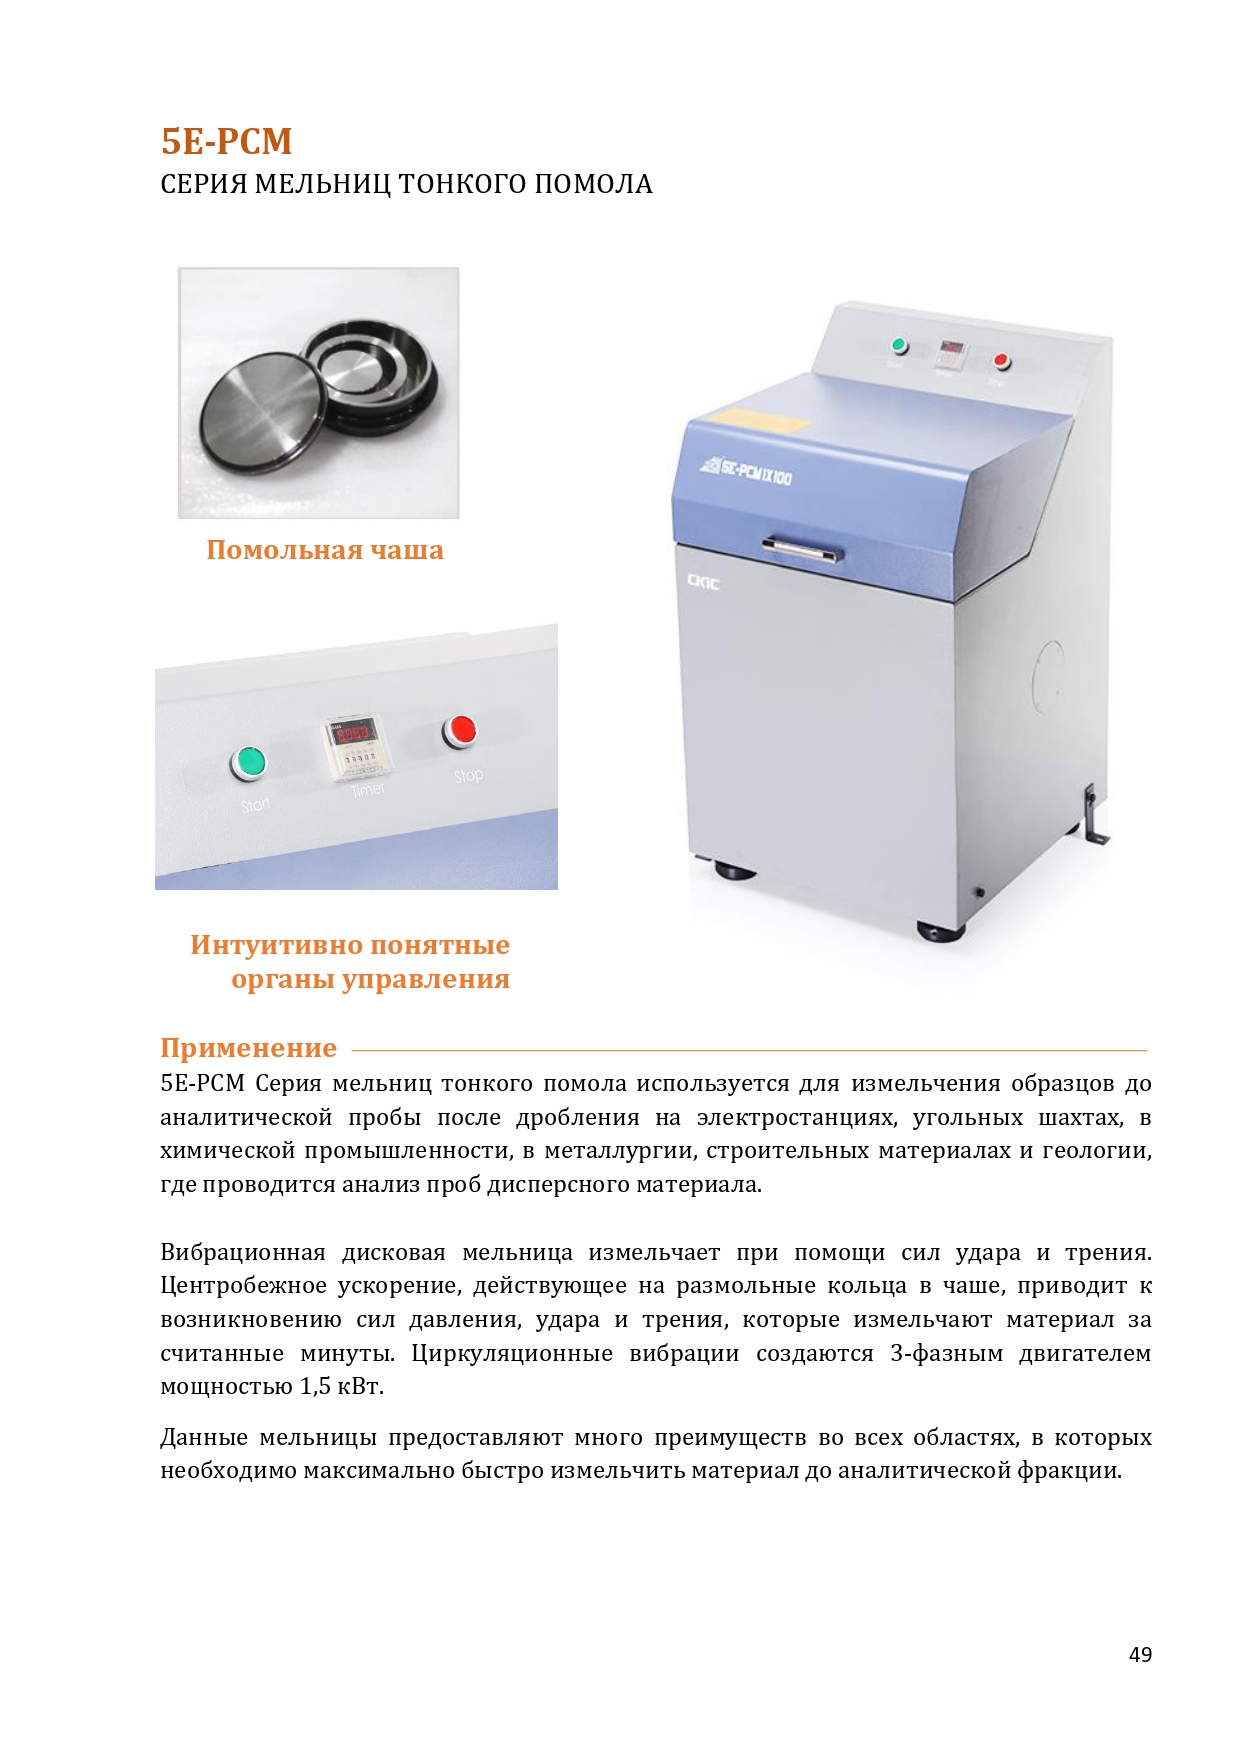 5E-PCM
СЕРИЯ МЕЛЬНИЦ ТОНКОГО ПОМОЛА
5E-PCM 1X100
CKIC
Помольная чаша
Start
Timer
Stop
Интуитивно понятные
органы управления
Применение
5E-PCM Серия мельниц тонкого помола используется для измельчения образцов до
аналитической пробы после дробления на электростанциях, угольных шахтах, в
химической промышленности, в металлургии, строительных материалах и геологии,
где проводится анализ проб дисперсного материала.
Вибрационная дисковая мельница измельчает при помощи сил удара и трения.
Центробежное ускорение, действующее на размольные кольца в чаше, приводит к
возникновению сил давления, удара и трения, которые измельчают материал за
считанные минуты. Циркуляционные вибрации создаются 3-фазным двигателем
мощностью 1,5 кВт.
Данные мельницы предоставляют много преимуществ во всех областях, в которых
необходимо максимально быстро измельчить материал до аналитической фракции.
49